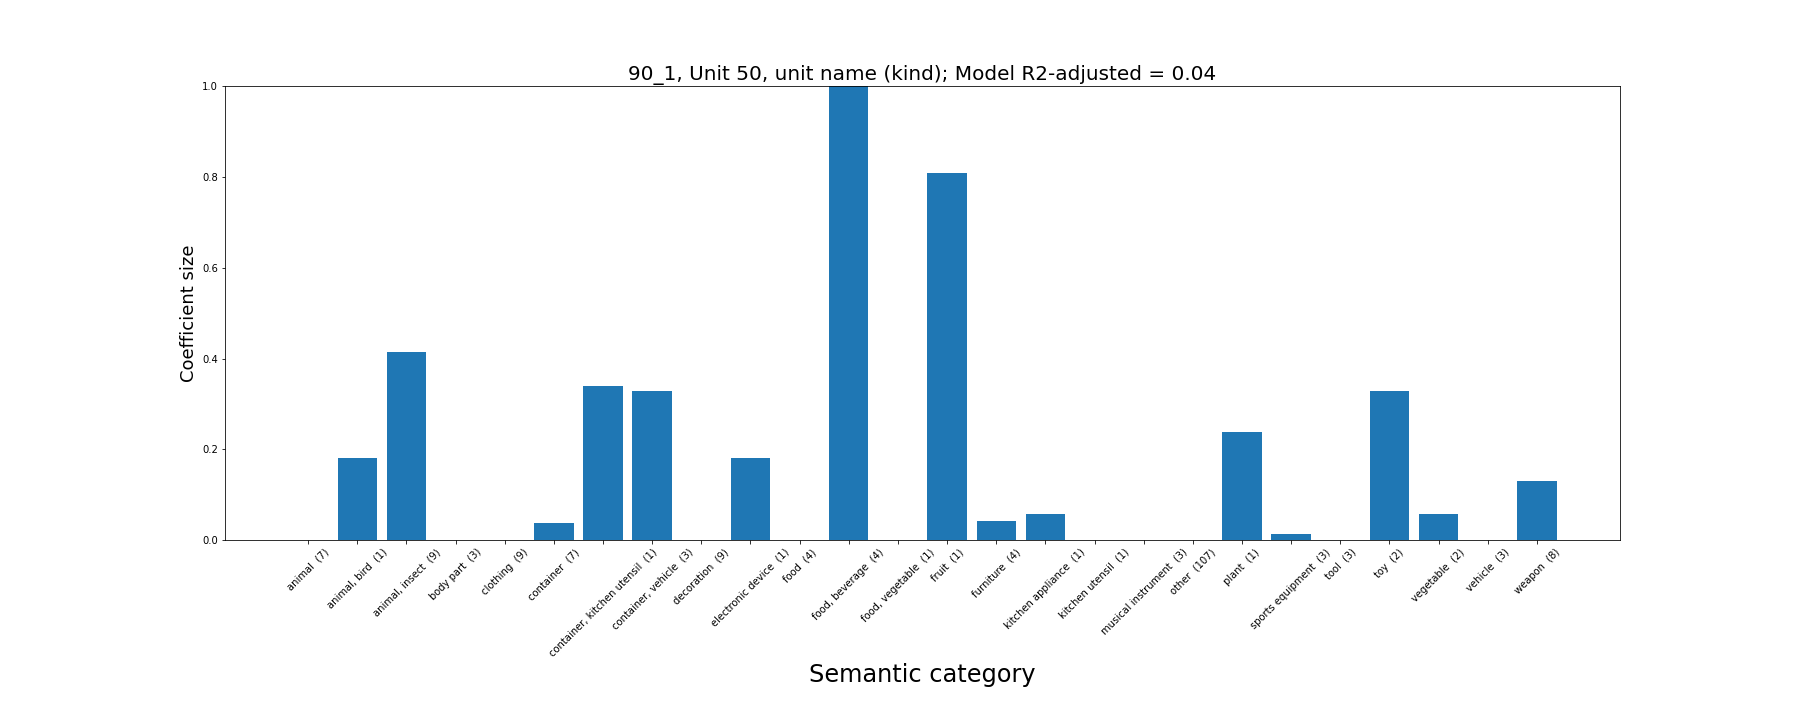 90_1, Unit 50, unit name (kind); Model R2-adjusted = 0.04
Coefficient size
1.0
0.8
0.6
0.4
0.2
0.0
animal (7)
animal, bird (1)
animal, insect (9)
body part (3)
clothing (9)
container (7)
container, kitchen utensil (1)
container, vehicle (3)
decoration (9)
electronic device (1)
food (4)
food, beverage (4)
food, vegetable (1)
fruit (1)
furniture (4)
kitchen appliance (1)
kitchen utensil (1)
musical instrument (3)
other (107)
plant (1)
sports equipment (3)
tool (3)
toy (2)
vegetable (2)
vehicle (3)
weapon (8)
Semantic category